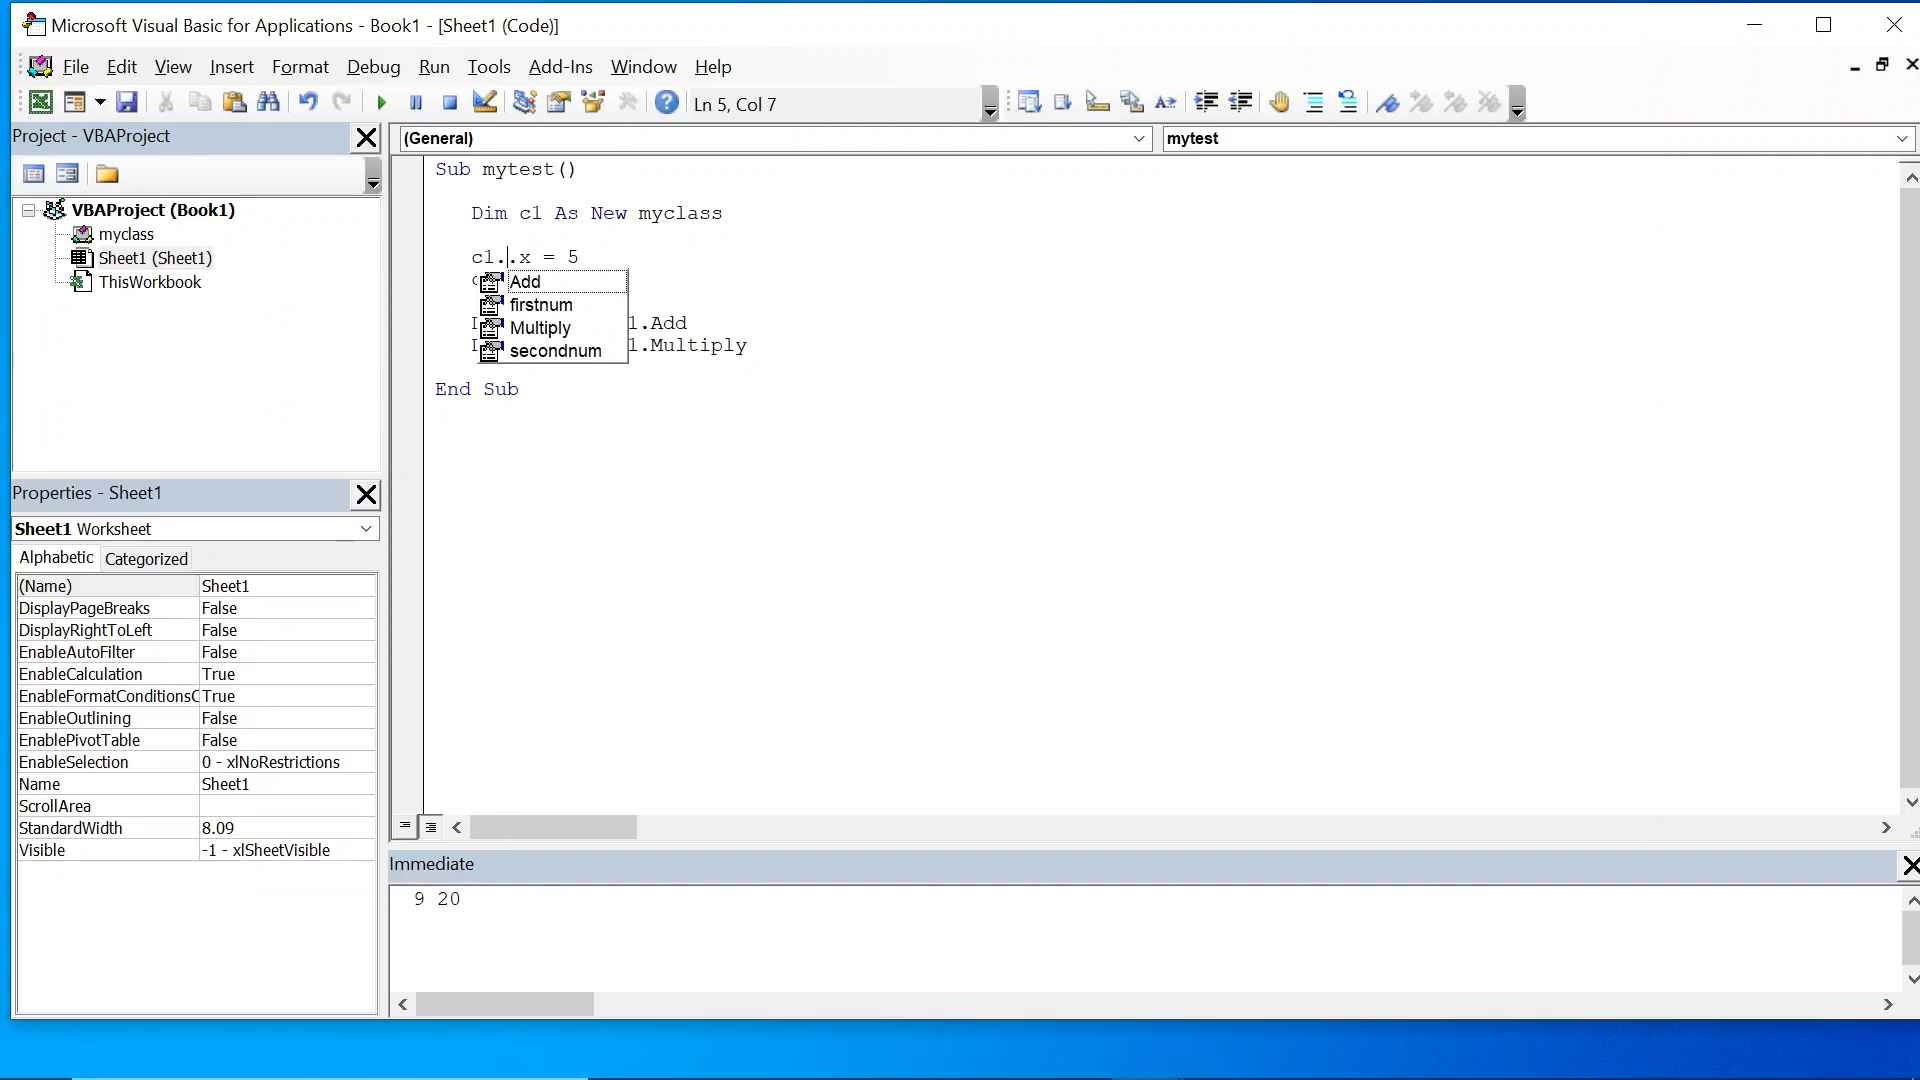 Microsoft Visual Basic for Applications - Book1 - [Sheet1 (Code)]
File Edit View Insert Format Debug Run Tools Add-Ins Window Help
Ln 5, Col 7
Project - VBAProject
(General)
mytest
VBAProject (Book1)
myclass
Sheet1 (Sheet1)
ThisWorkbook
Sub mytest()
Dim c1 As New myclass
c1..x = 5
Add
firstnum
Multiply
secondnum
1.Add
1.Multiply
End Sub
Properties - Sheet1
Sheet1 Worksheet
Alphabetic Categorized
(Name) Sheet1
DisplayPageBreaks False
DisplayRightToLeft False
EnableAutoFilter False
EnableCalculation True
EnableFormatConditionsC True
EnableOutlining False
EnablePivotTable False
EnableSelection 0 - xlNoRestrictions
Name Sheet1
ScrollArea
StandardWidth 8.09
Visible -1 - xlSheetVisible
Immediate
9 20